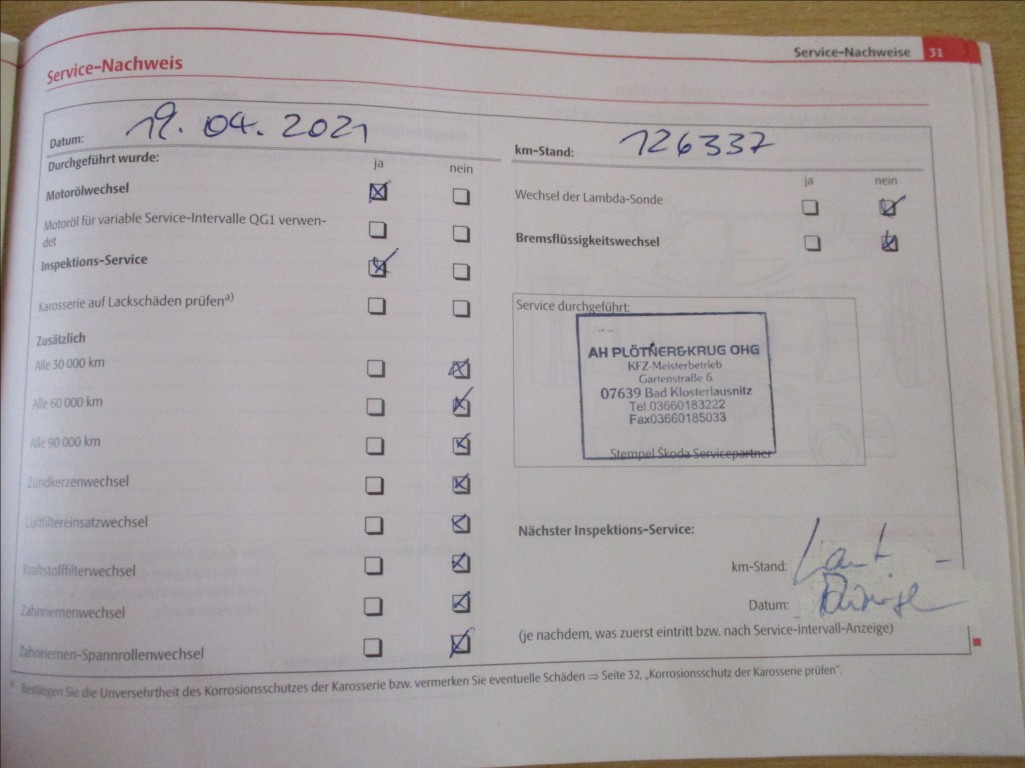 Service-Nachweise 31
Service-Nachweis
Datum: 19. 04. 2021
Durchgeführt wurde:
ja nein
Motorölwechsel
Motoröl für variable Service-Intervalle QG1 verwen-
det
Inspektions-Service
Karosserie auf Lackschäden prüfen a)
Zusätzlich
Alle 30 000 km
Alle 60 000 km
Alle 90 000 km
Zündkerzenwechsel
Luftfiltereinsatzwechsel
Kraftstofffilterwechsel
Zahnriemenwechsel
Zahnriemen-Spannrollenwechsel
km-Stand: 126337
ja nein
Wechsel der Lambda-Sonde
Bremsflüssigkeitswechsel
Service durchgeführt:
AH PLÖTNER&KRUG OHG
KFZ-Meisterbetrieb
Gartenstraße 6
07639 Bad Klosterlausnitz
Tel.03660183222
Fax03660185033
Stempel Škoda Servicepartner
Nächster Inspektions-Service:
km-Stand: Laut
Datum:
(je nachdem, was zuerst eintritt bzw. nach Service-Intervall-Anzeige)
a) Bestätigen Sie die Unversehrtheit des Korrosionsschutzes der Karosserie bzw. vermerken Sie eventuelle Schäden ⇒ Seite 32, „Korrosionsschutz der Karosserie prüfen“.